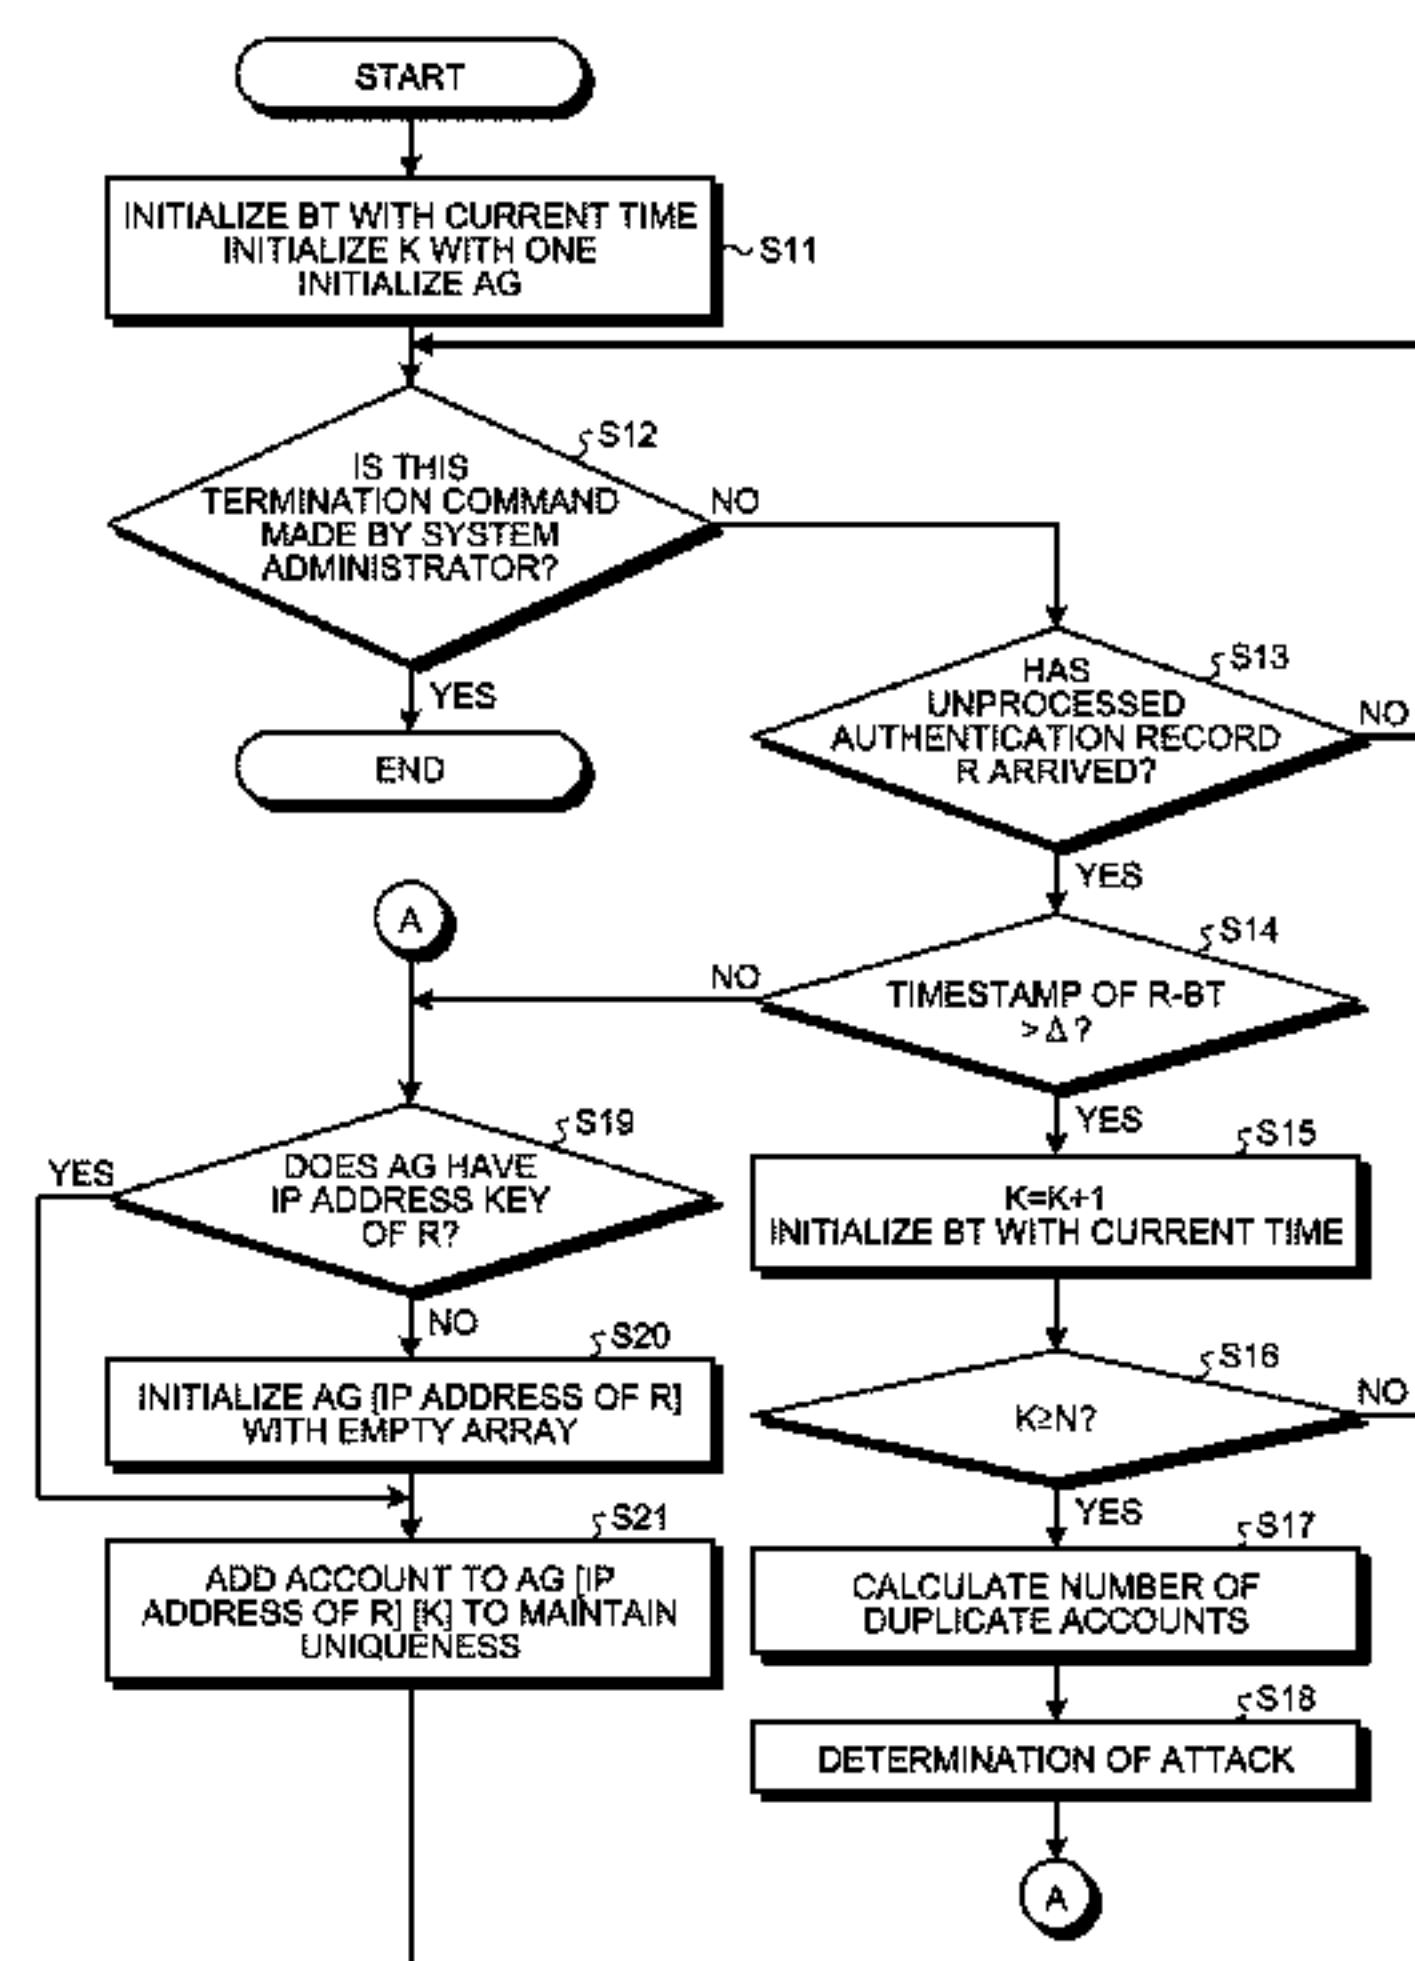 START
INITIALIZE BT WITH CURRENT TIME
INITIALIZE K WITH ONE
INITIALIZE AG
S11
S12
IS THIS
TERMINATION COMMAND
MADE BY SYSTEM
ADMINISTRATOR?
NO
YES
END
S13
HAS
UNPROCESSED
AUTHENTICATION RECORD
R ARRIVED?
NO
YES
S14
TIMESTAMP OF R-BT
>Δ?
NO
YES
S15
K=K+1
INITIALIZE BT WITH CURRENT TIME
S16
K≥N?
NO
YES
S17
CALCULATE NUMBER OF
DUPLICATE ACCOUNTS
S18
DETERMINATION OF ATTACK
A
A
S19
DOES AG HAVE
IP ADDRESS KEY
OF R?
YES
NO
S20
INITIALIZE AG [IP ADDRESS OF R]
WITH EMPTY ARRAY
S21
ADD ACCOUNT TO AG [IP
ADDRESS OF R] [K] TO MAINTAIN
UNIQUENESS